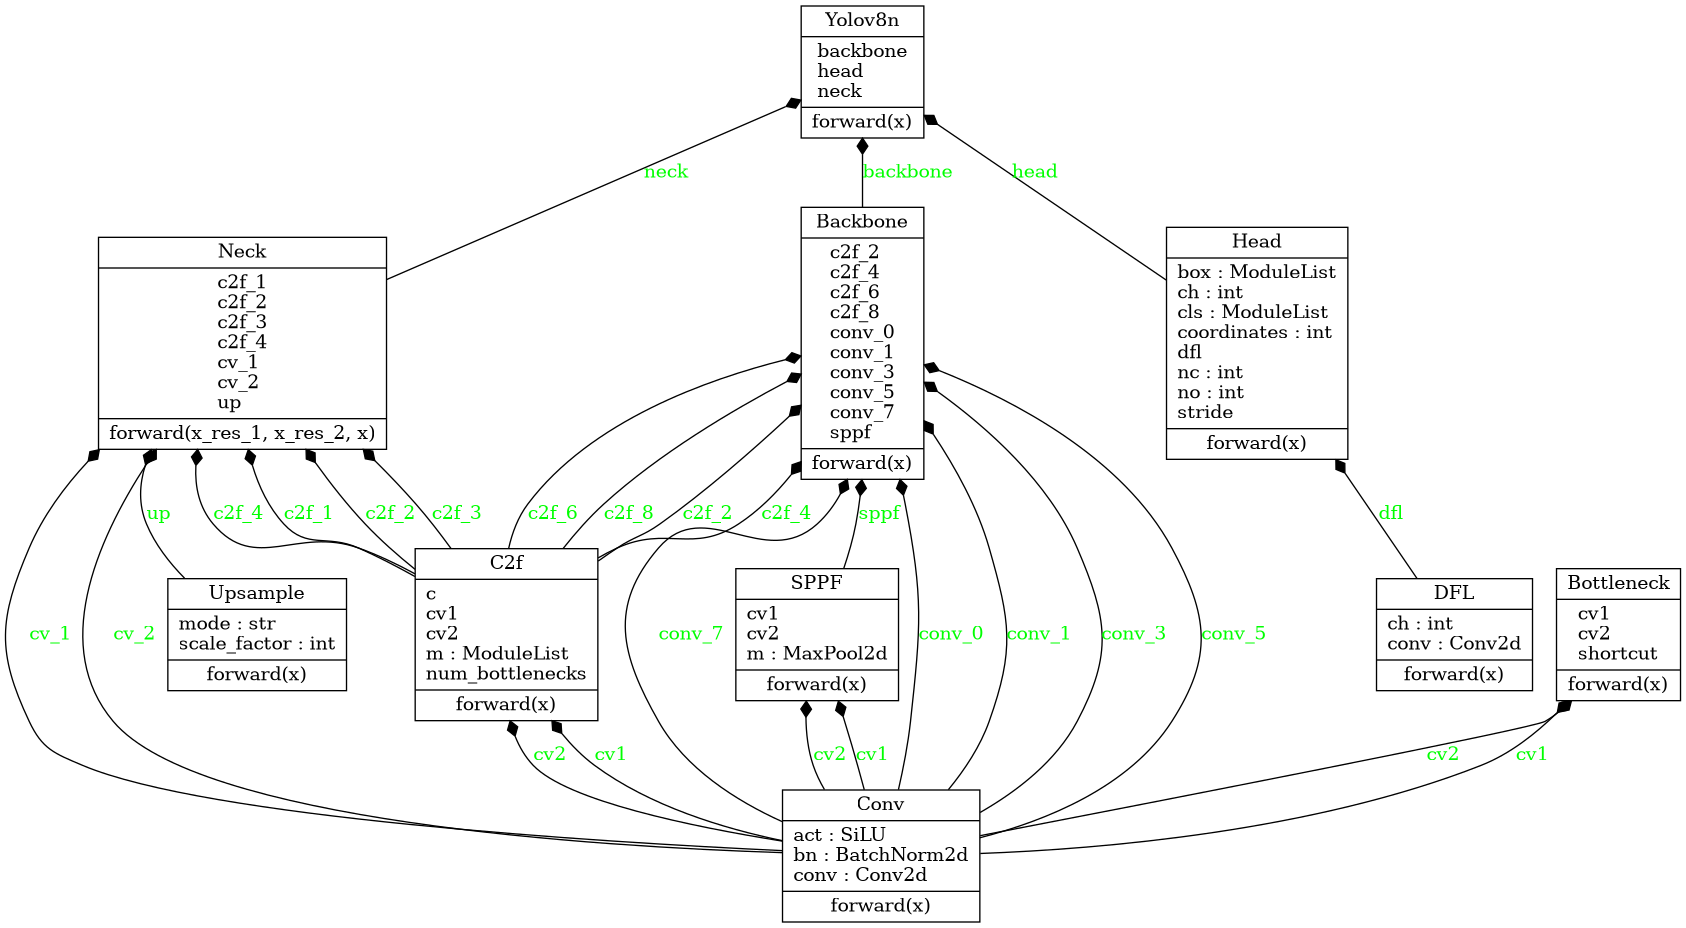 Yolov8n
backbone
head
neck
forward(x)
neck
backbone
head
Neck
c2f_1
c2f_2
c2f_3
c2f_4
cv_1
cv_2
up
forward(x_res_1, x_res_2, x)
Backbone
c2f_2
c2f_4
c2f_6
c2f_8
conv_0
conv_1
conv_3
conv_5
conv_7
sppf
forward(x)
Head
box : ModuleList
ch : int
cls : ModuleList
coordinates : int
dfl
nc : int
no : int
stride
forward(x)
up
c2f_4
c2f_1
c2f_2
c2f_3
c2f_6
c2f_8
c2f_2
c2f_4
sppf
dfl
cv_1
cv_2
Upsample
mode : str
scale_factor : int
forward(x)
C2f
c
cv1
cv2
m : ModuleList
num_bottlenecks
forward(x)
conv_7
SPPF
cv1
cv2
m : MaxPool2d
forward(x)
conv_0
conv_1
conv_3
conv_5
DFL
ch : int
conv : Conv2d
forward(x)
Bottleneck
cv1
cv2
shortcut
forward(x)
cv2
cv1
cv2
cv1
cv2
cv1
Conv
act : SiLU
bn : BatchNorm2d
conv : Conv2d
forward(x)